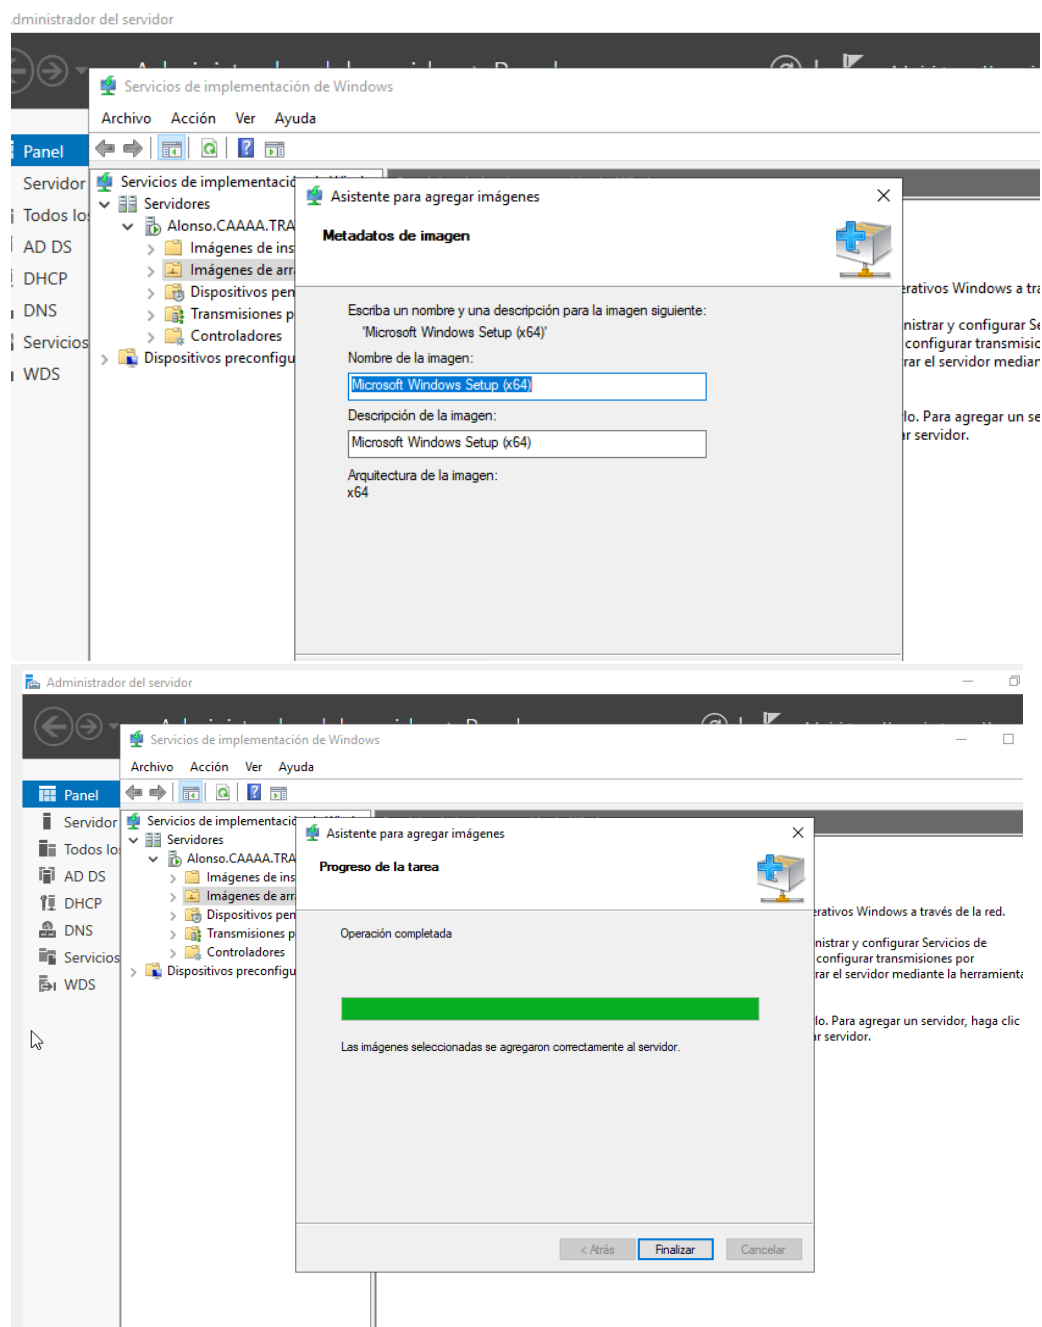 Administrador del servidor
Servicios de implementación de Windows
Archivo Acción Ver Ayuda
Panel
Servidor
Todos los
AD DS
DHCP
DNS
Servicios
WDS
Servicios de implementació
Servidores
Alonso.CAAAA.TRA
Imágenes de ins
Imágenes de arr
Dispositivos pen
Transmisiones p
Controladores
Dispositivos preconfigu
Asistente para agregar imágenes
Metadatos de imagen
Escriba un nombre y una descripción para la imagen siguiente:
'Microsoft Windows Setup (x64)'
Nombre de la imagen:
Microsoft Windows Setup (x64)
Descripción de la imagen:
Microsoft Windows Setup (x64)
Arquitectura de la imagen:
x64
erativos Windows a tra
nistrar y configurar Se
configurar transmisio
rar el servidor median
lo. Para agregar un se
ar servidor.
Administrador del servidor
Servicios de implementación de Windows
Archivo Acción Ver Ayuda
Panel
Servidor
Todos los
AD DS
DHCP
DNS
Servicios
WDS
Servicios de implementació
Servidores
Alonso.CAAAA.TRA
Imágenes de ins
Imágenes de arr
Dispositivos pen
Transmisiones p
Controladores
Dispositivos preconfigu
Asistente para agregar imágenes
Progreso de la tarea
Operación completada
Las imágenes seleccionadas se agregaron correctamente al servidor.
< Atrás Finalizar Cancelar
erativos Windows a través de la red.
nistrar y configurar Servicios de
configurar transmisiones por
rar el servidor mediante la herramienta
lo. Para agregar un servidor, haga clic
ar servidor.